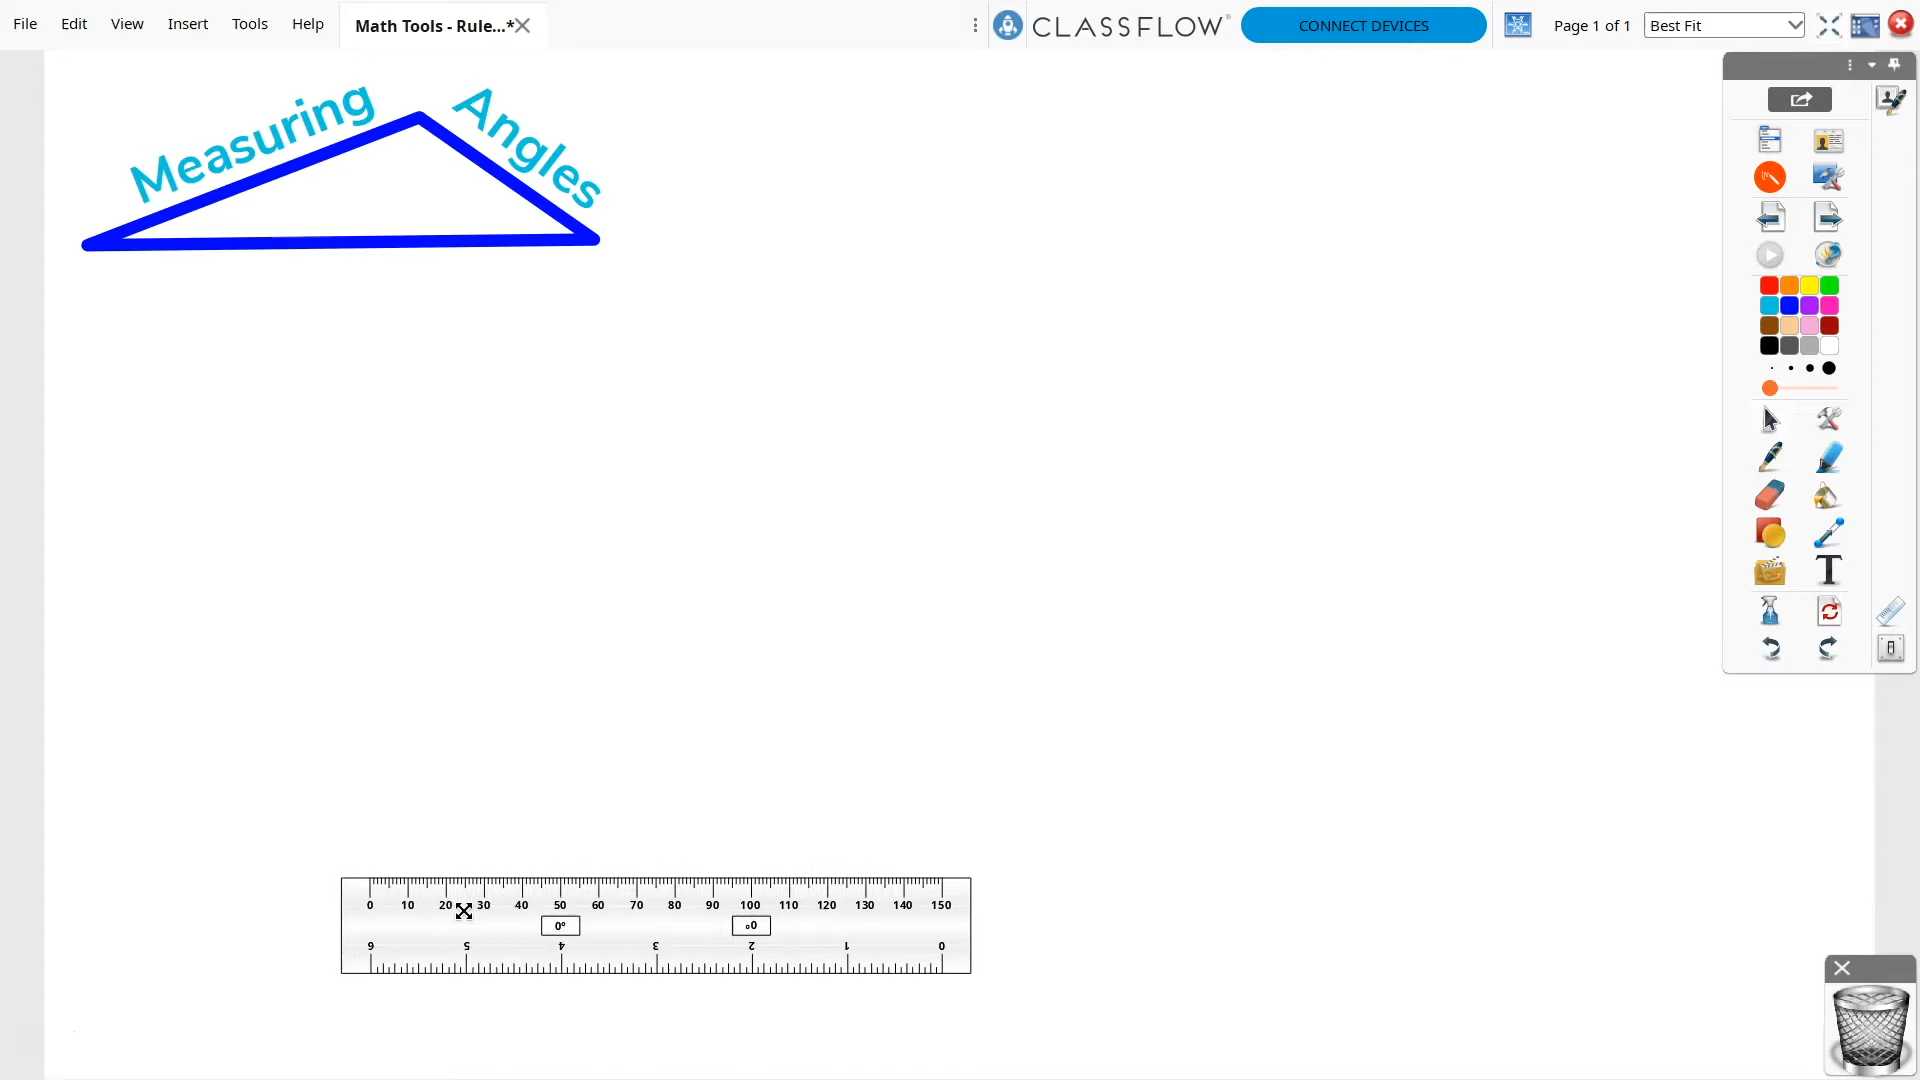 File Edit View Insert Tools Help Math Tools - Rule...* CLASSFLOW CONNECT DEVICES Page 1 of 1 Best Fit
Measuring Angles
0 10 20 30 40 50 60 70 80 90 100 110 120 130 140 150
0° 0°
6 5 4 3 2 1 0
T